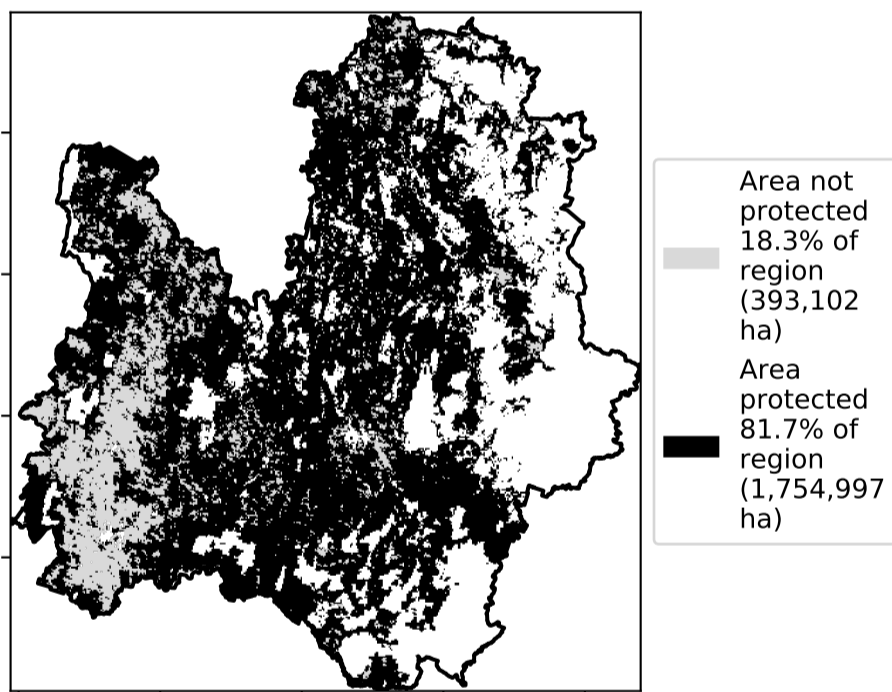 Area not
protected
18.3% of
region
(393,102
ha)
Area
protected
81.7% of
region
(1,754,997
ha)